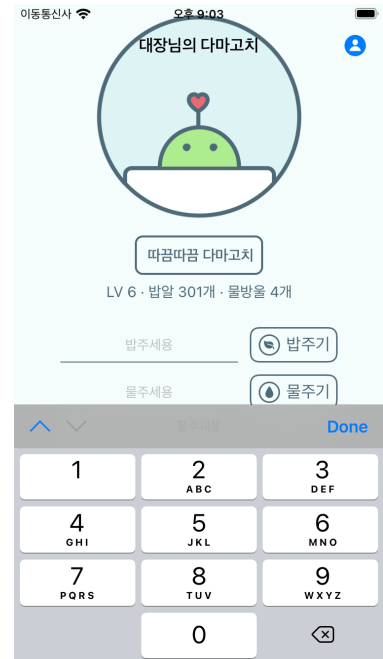 이동통신사 오후 9:03
대장님의 다마고치
따끔따끔 다마고치
LV 6 · 밥알 301개 · 물방울 4개
밥주세용 밥주기
물주세용 물주기
물주세용 Done
1 2 3
ABC DEF
4 5 6
GHI JKL MNO
7 8 9
PQRS TUV WXYZ
0